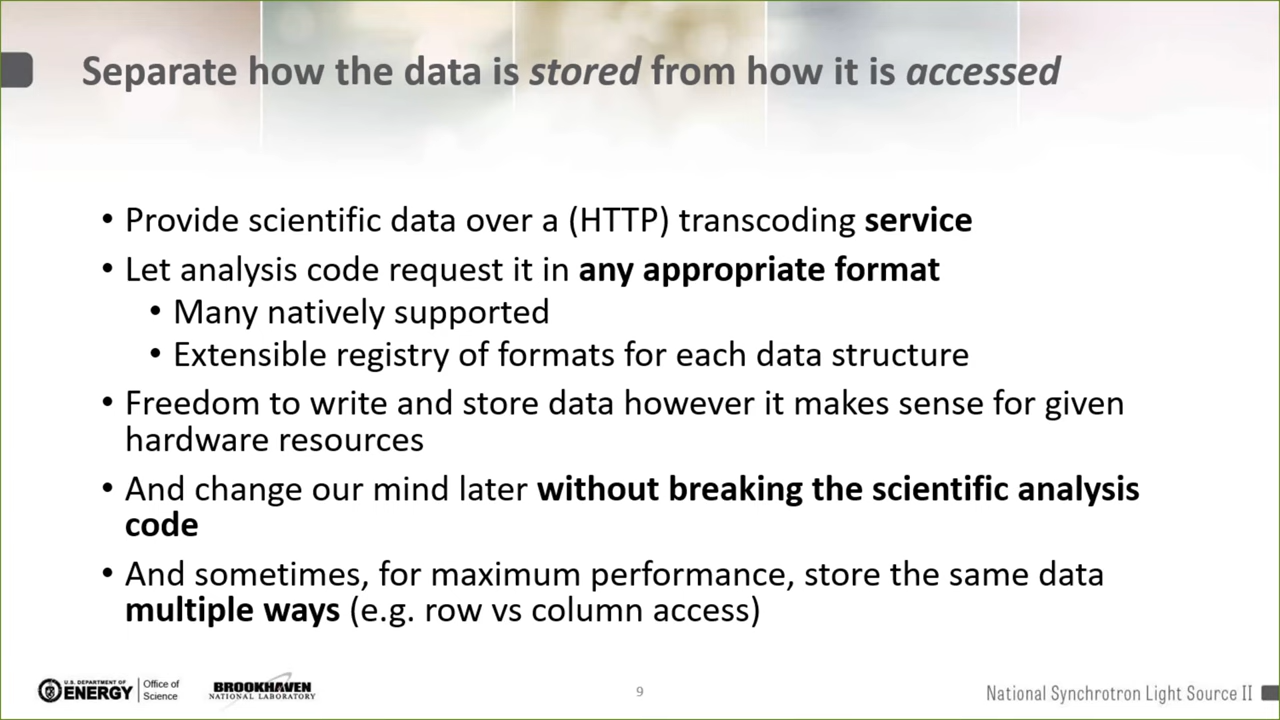 Separate how the data is stored from how it is accessed
• Provide scientific data over a (HTTP) transcoding service
• Let analysis code request it in any appropriate format
• Many natively supported
• Extensible registry of formats for each data structure
• Freedom to write and store data however it makes sense for given
hardware resources
• And change our mind later without breaking the scientific analysis
code
• And sometimes, for maximum performance, store the same data
multiple ways (e.g. row vs column access)
U.S. DEPARTMENT OF
ENERGY
Office of
Science
BROOKHAVEN
NATIONAL LABORATORY
9
National Synchrotron Light Source II